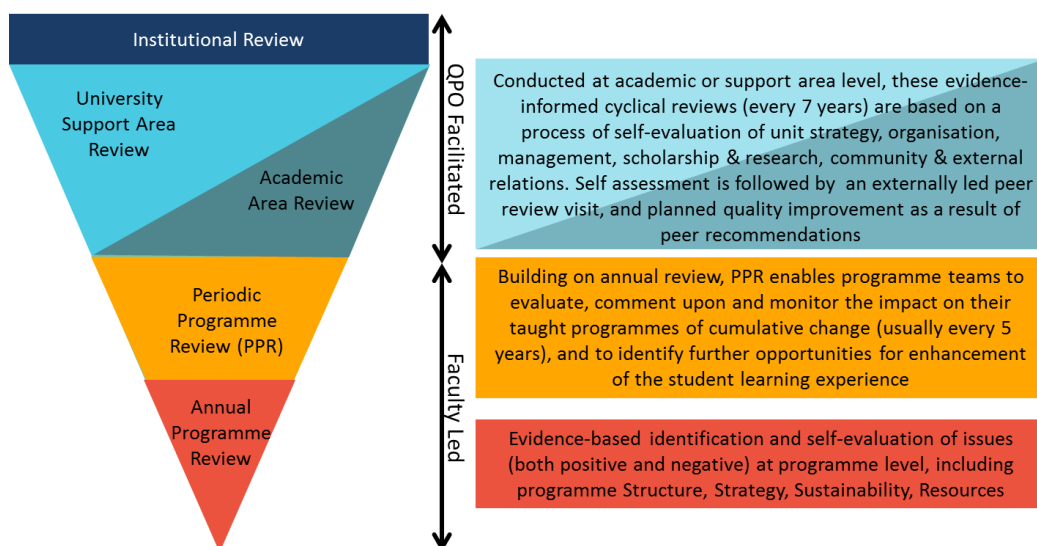 Institutional Review
University
Support Area
Review
Academic
Area Review
Periodic
Programme
Review (PPR)
Annual
Programme
Review
QPO Facilitated
Faculty Led
Conducted at academic or support area level, these evidence-
informed cyclical reviews (every 7 years) are based on a
process of self-evaluation of unit strategy, organisation,
management, scholarship & research, community & external
relations. Self assessment is followed by an externally led peer
review visit, and planned quality improvement as a result of
peer recommendations
Building on annual review, PPR enables programme teams to
evaluate, comment upon and monitor the impact on their
taught programmes of cumulative change (usually every 5
years), and to identify further opportunities for enhancement
of the student learning experience
Evidence-based identification and self-evaluation of issues
(both positive and negative) at programme level, including
programme Structure, Strategy, Sustainability, Resources